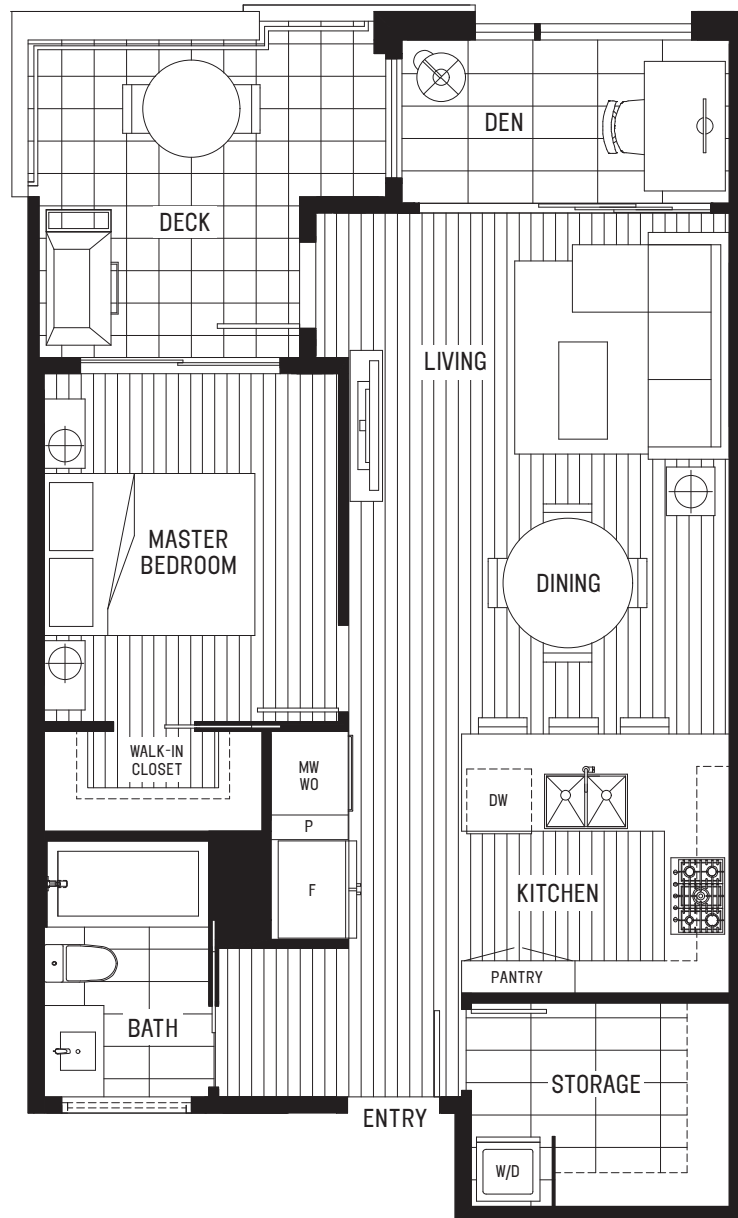 DEN
DECK
LIVING
MASTER
BEDROOM
DINING
WALK-IN
CLOSET
MW
WO
DW
P
F
KITCHEN
PANTRY
BATH
STORAGE
ENTRY
W/D